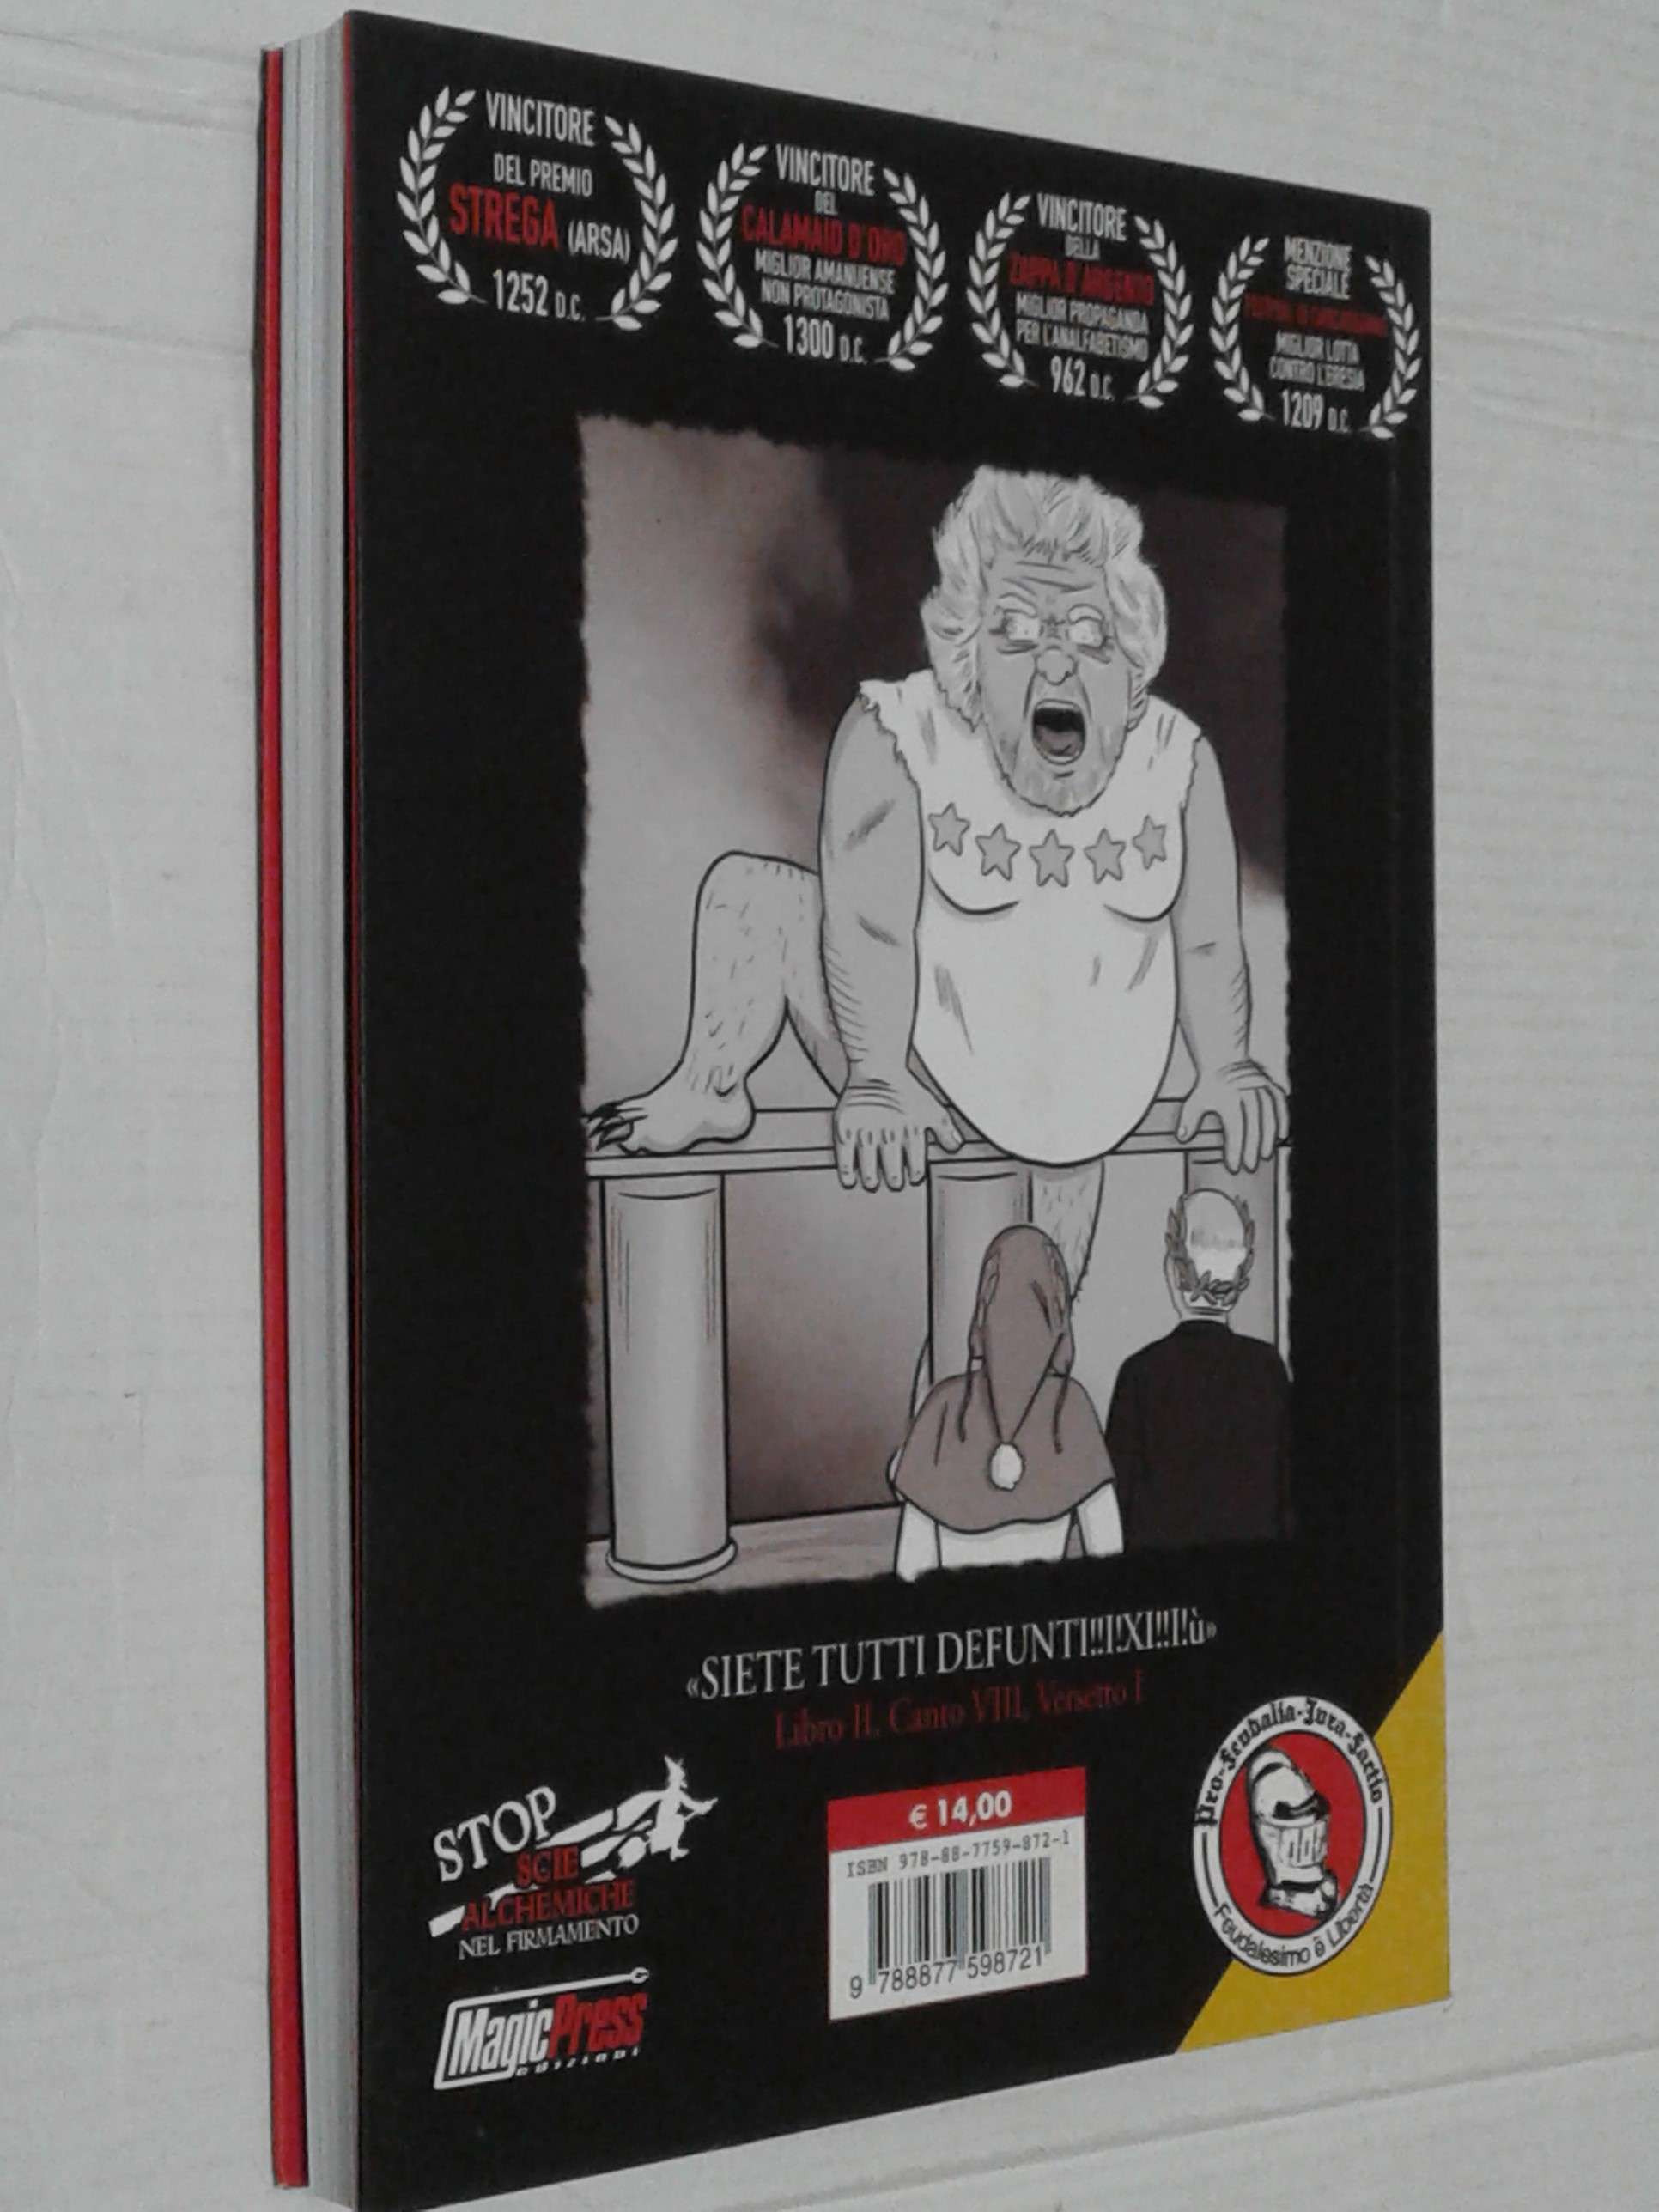 VINCITORE
DEL PREMIO
STREGA (ARSA)
1252 D.C.
VINCITORE
DEL
CALAMAIO D'ORO
MIGLIOR AMANUENSE
NON PROTAGONISTA
1300 D.C.
VINCITORE
DELLA
ZAPPA D'ARGENTO
MIGLIOR PROPAGANDA
PER L'ANALFABETISMO
962 D.C.
MENZIONE
SPECIALE
MIGLIOR LOTTA
CONTRO L'ERESIA
1209 D.C.
«SIETE TUTTI DEFUNTI!!I!XI!!I!ù»
Libro II, Canto VIII, Versetto I
STOP
SCIE
ALCHEMICHE
NEL FIRMAMENTO
MagicPress
edizioni
€ 14,00
ISBN 978-88-7759-872-1
9 788877 598721
Pro-Feudalia-Jura-Factio
Feudalesimo è Libertà